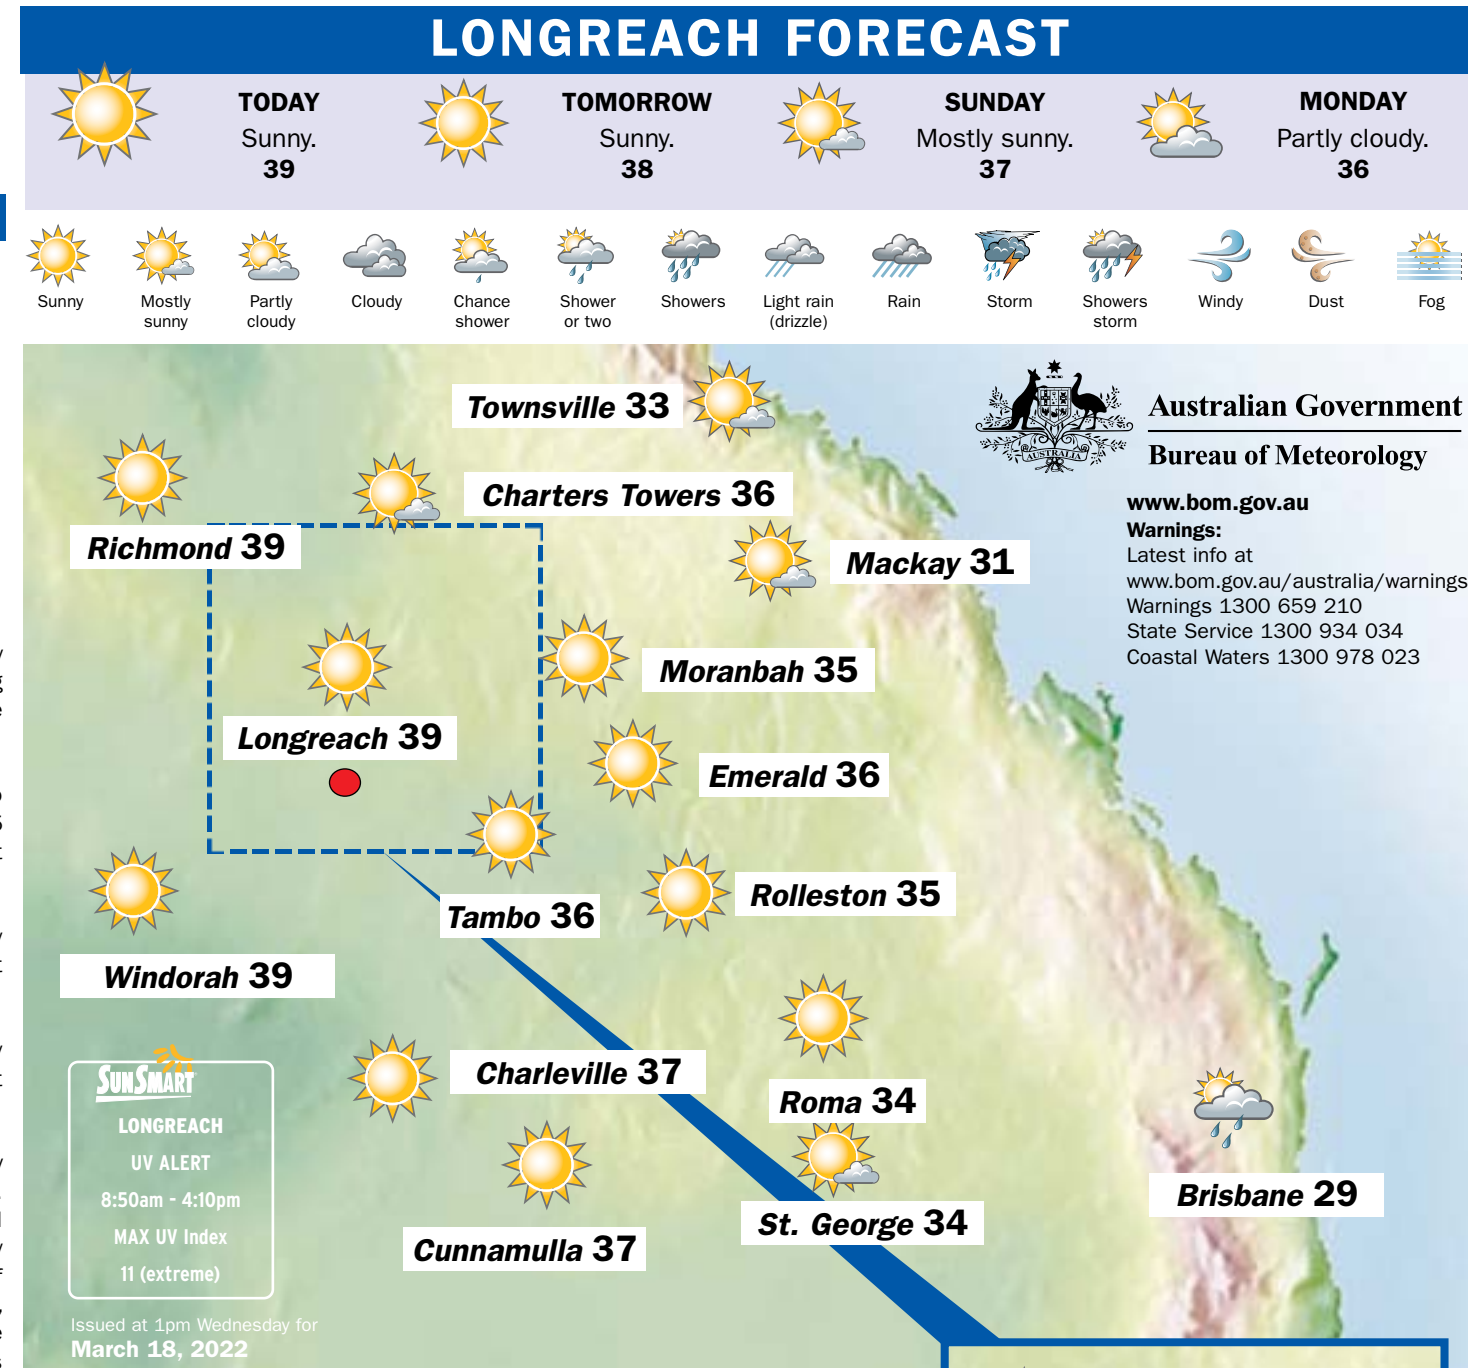 LONGREACH FORECAST
TODAY
Sunny.
39
TOMORROW
Sunny.
38
SUNDAY
Mostly sunny.
37
MONDAY
Partly cloudy.
36
Sunny
Mostly
sunny
Partly
cloudy
Cloudy
Chance
shower
Shower
or two
Showers
Light rain
(drizzle)
Rain
Storm
Showers
storm
Windy
Dust
Fog
Townsville 33
AUSTRALIA
Australian Government
Bureau of Meteorology
www.bom.gov.au
Warnings:
Latest info at
www.bom.gov.au/australia/warnings
Warnings 1300 659 210
State Service 1300 934 034
Coastal Waters 1300 978 023
Charters Towers 36
Richmond 39
Mackay 31
Moranbah 35
Longreach 39
Emerald 36
Rolleston 35
Tambo 36
Windorah 39
Charleville 37
Roma 34
Brisbane 29
St. George 34
Cunnamulla 37
SUNSMART
LONGREACH
UV ALERT
8:50am - 4:10pm
MAX UV Index
11 (extreme)
Issued at 1pm Wednesday for
March 18, 2022